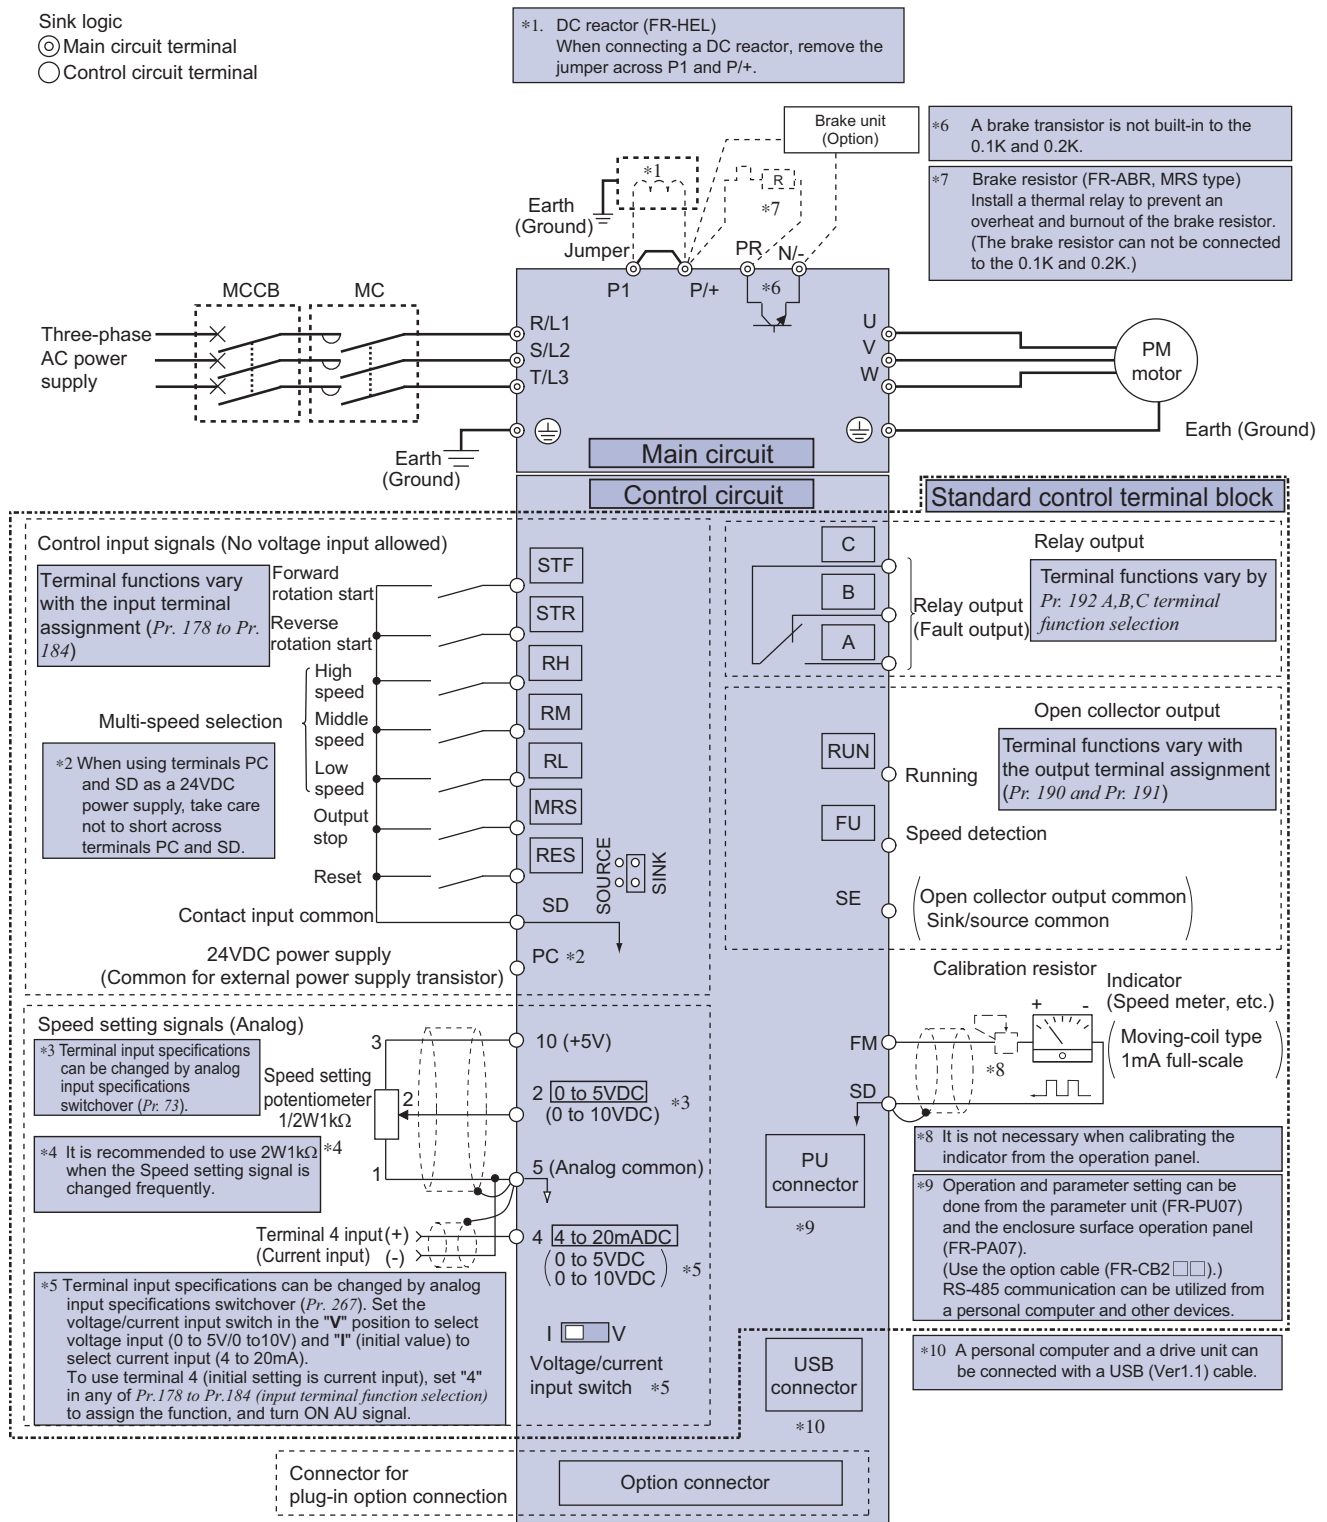 Sink logic
Main circuit terminal
Control circuit terminal
*1. DC reactor (FR-HEL)
When connecting a DC reactor, remove the
jumper across P1 and P/+.
Brake unit
(Option)
*6 A brake transistor is not built-in to the
0.1K and 0.2K.
*7 Brake resistor (FR-ABR, MRS type)
Install a thermal relay to prevent an
overheat and burnout of the brake resistor.
(The brake resistor can not be connected
to the 0.1K and 0.2K.)
*1
R
*7
Earth
(Ground)
Jumper
PR
N/-
P1
P/+
*6
MCCB
MC
Three-phase
AC power
supply
R/L1
S/L2
T/L3
U
V
W
PM
motor
Earth
(Ground)
Earth (Ground)
Main circuit
Control circuit
Standard control terminal block
Control input signals (No voltage input allowed)
Terminal functions vary
with the input terminal
assignment (Pr. 178 to Pr.
184)
Forward
rotation start
Reverse
rotation start
High
speed
Middle
speed
Low
speed
Multi-speed selection
Output
stop
Reset
Contact input common
*2 When using terminals PC
and SD as a 24VDC
power supply, take care
not to short across
terminals PC and SD.
24VDC power supply
(Common for external power supply transistor)
STF
STR
RH
RM
RL
MRS
RES
SD
PC *2
SOURCE
SINK
C
B
A
Relay output
Relay output
(Fault output)
Terminal functions vary by
Pr. 192 A,B,C terminal
function selection
Open collector output
RUN
Running
Terminal functions vary with
the output terminal assignment
(Pr. 190 and Pr. 191)
FU
Speed detection
SE
Open collector output common
Sink/source common
Speed setting signals (Analog)
*3 Terminal input specifications
can be changed by analog
input specifications
switchover (Pr. 73).
Speed setting
potentiometer
1/2W1kΩ
*4
*4 It is recommended to use 2W1kΩ
when the Speed setting signal is
changed frequently.
3
2
1
10 (+5V)
2 0 to 5VDC
(0 to 10VDC)
*3
5 (Analog common)
Terminal 4 input (+)
(Current input) (-)
4 4 to 20mADC
0 to 5VDC
0 to 10VDC
*5
*5 Terminal input specifications can be changed by analog
input specifications switchover (Pr. 267). Set the
voltage/current input switch in the "V" position to select
voltage input (0 to 5V/0 to10V) and "I" (initial value) to
select current input (4 to 20mA).
To use terminal 4 (initial setting is current input), set "4"
in any of Pr.178 to Pr.184 (input terminal function selection)
to assign the function, and turn ON AU signal.
I V
Voltage/current
input switch *5
Calibration resistor
Indicator
(Speed meter, etc.)
+ -
Moving-coil type
1mA full-scale
FM
*8
SD
*8 It is not necessary when calibrating the
indicator from the operation panel.
PU
connector
*9
*9 Operation and parameter setting can be
done from the parameter unit (FR-PU07)
and the enclosure surface operation panel
(FR-PA07).
(Use the option cable (FR-CB2□□).)
RS-485 communication can be utilized from
a personal computer and other devices.
USB
connector
*10
*10 A personal computer and a drive unit can
be connected with a USB (Ver1.1) cable.
Connector for
plug-in option connection
Option connector